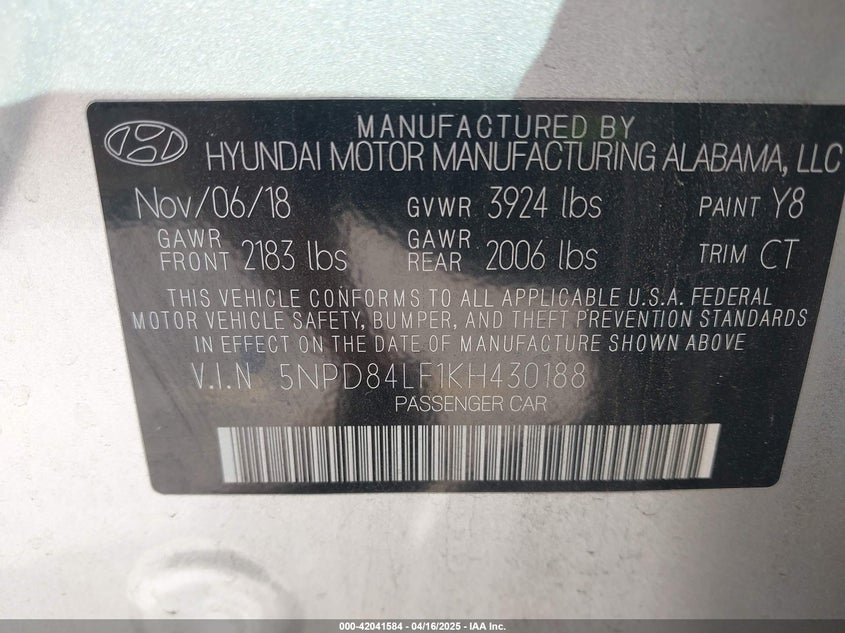 MANUFACTURED BY
HYUNDAI MOTOR MANUFACTURING ALABAMA, LLC
Nov/06/18 GVWR 3924 lbs PAINT Y8
GAWR FRONT 2183 lbs GAWR REAR 2006 lbs TRIM CT
THIS VEHICLE CONFORMS TO ALL APPLICABLE U.S.A. FEDERAL
MOTOR VEHICLE SAFETY, BUMPER, AND THEFT PREVENTION STANDARDS
IN EFFECT ON THE DATE OF MANUFACTURE SHOWN ABOVE
V.I.N 5NPD84LF1KH430188
PASSENGER CAR
000-42041584 - 04/16/2025 - IAA Inc.